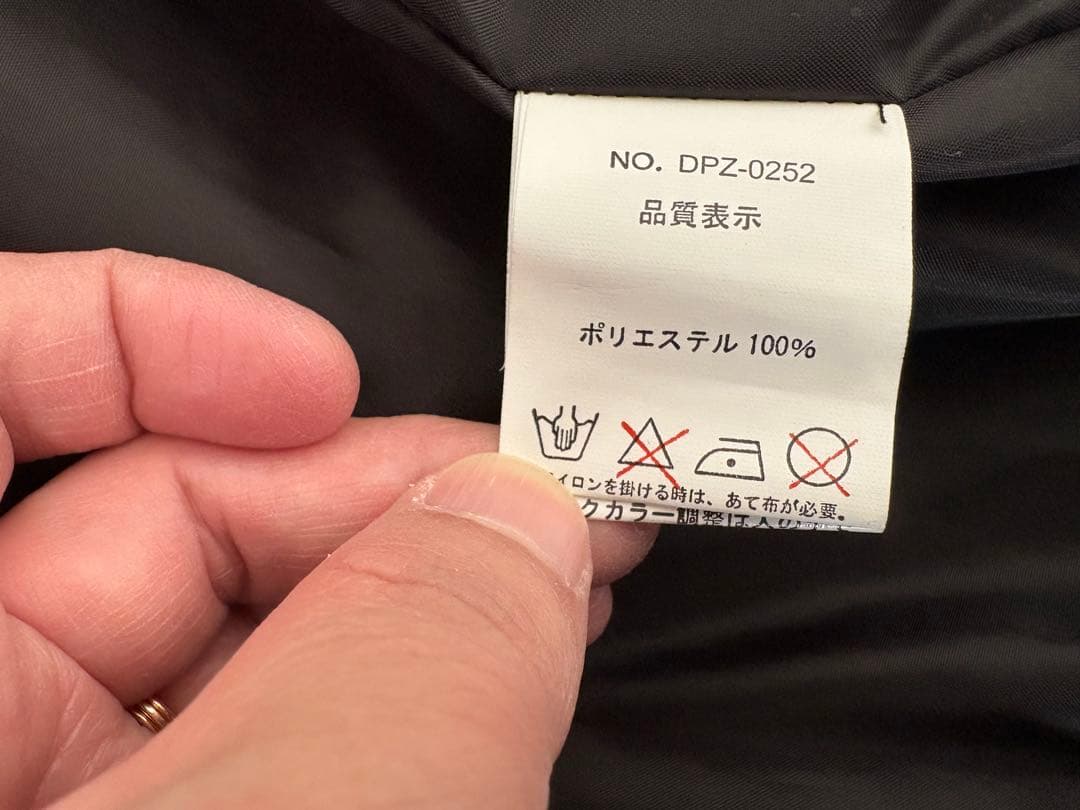 NO. DPZ-0252
品質表示
ポリエステル 100%
イロンを掛ける時は、あて布が必要。
クカラー調整は